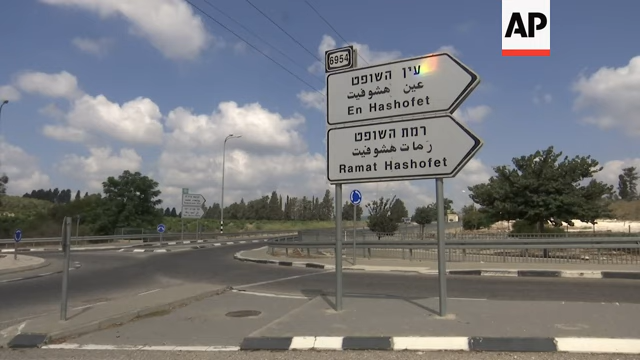 AP
6954
עין השופט
عين هشوفيت
En Hashofet
רמת השופט
رمات هشوفيت
Ramat Hashofet